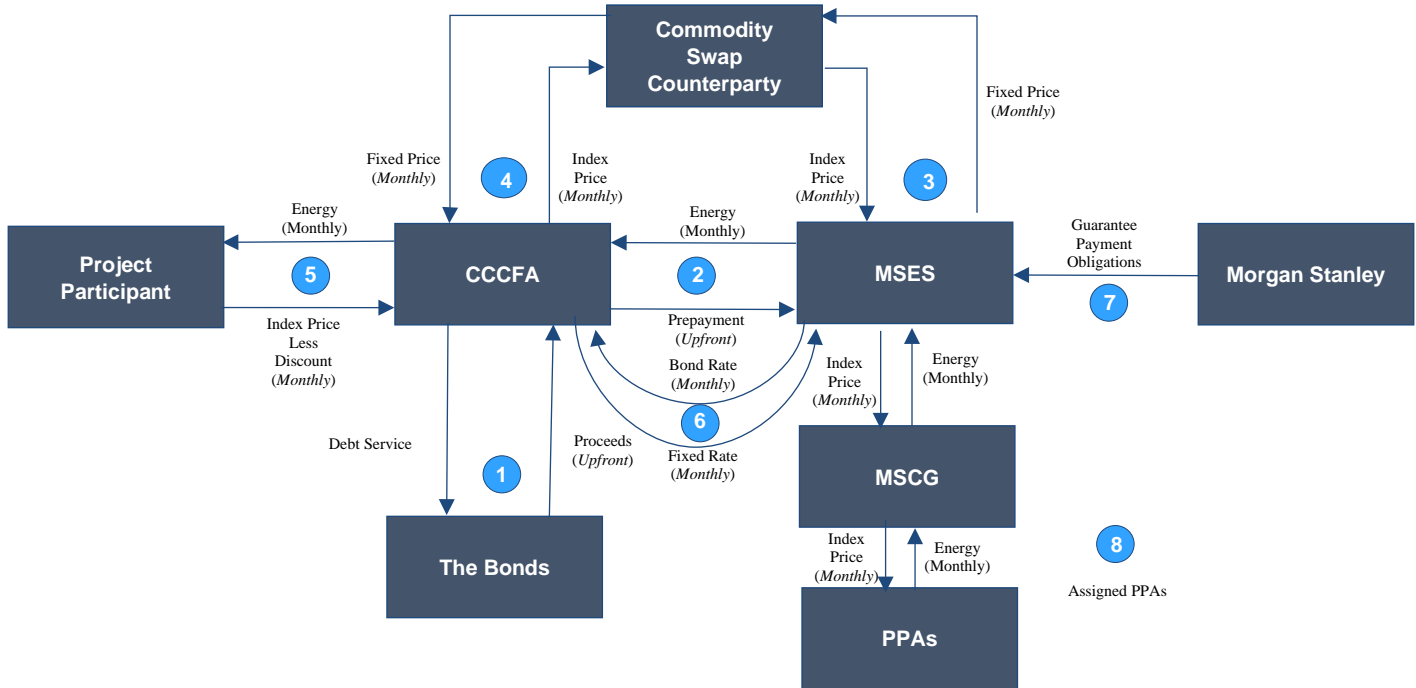 Commodity
Swap
Counterparty
Fixed Price
(Monthly)
Fixed Price
(Monthly)
4
Index
Price
(Monthly)
Index
Price
(Monthly)
3
Energy
(Monthly)
Energy
(Monthly)
Guarantee
Payment
Obligations
Project
Participant
5
CCCFA
2
MSES
7
Morgan Stanley
Index Price
Less
Discount
(Monthly)
Prepayment
(Upfront)
Bond Rate
(Monthly)
Index
Price
(Monthly)
Energy
(Monthly)
6
Debt Service
1
Proceeds
(Upfront)
Fixed Rate
(Monthly)
MSCG
The Bonds
Index
Price
(Monthly)
Energy
(Monthly)
8
Assigned PPAs
PPAs